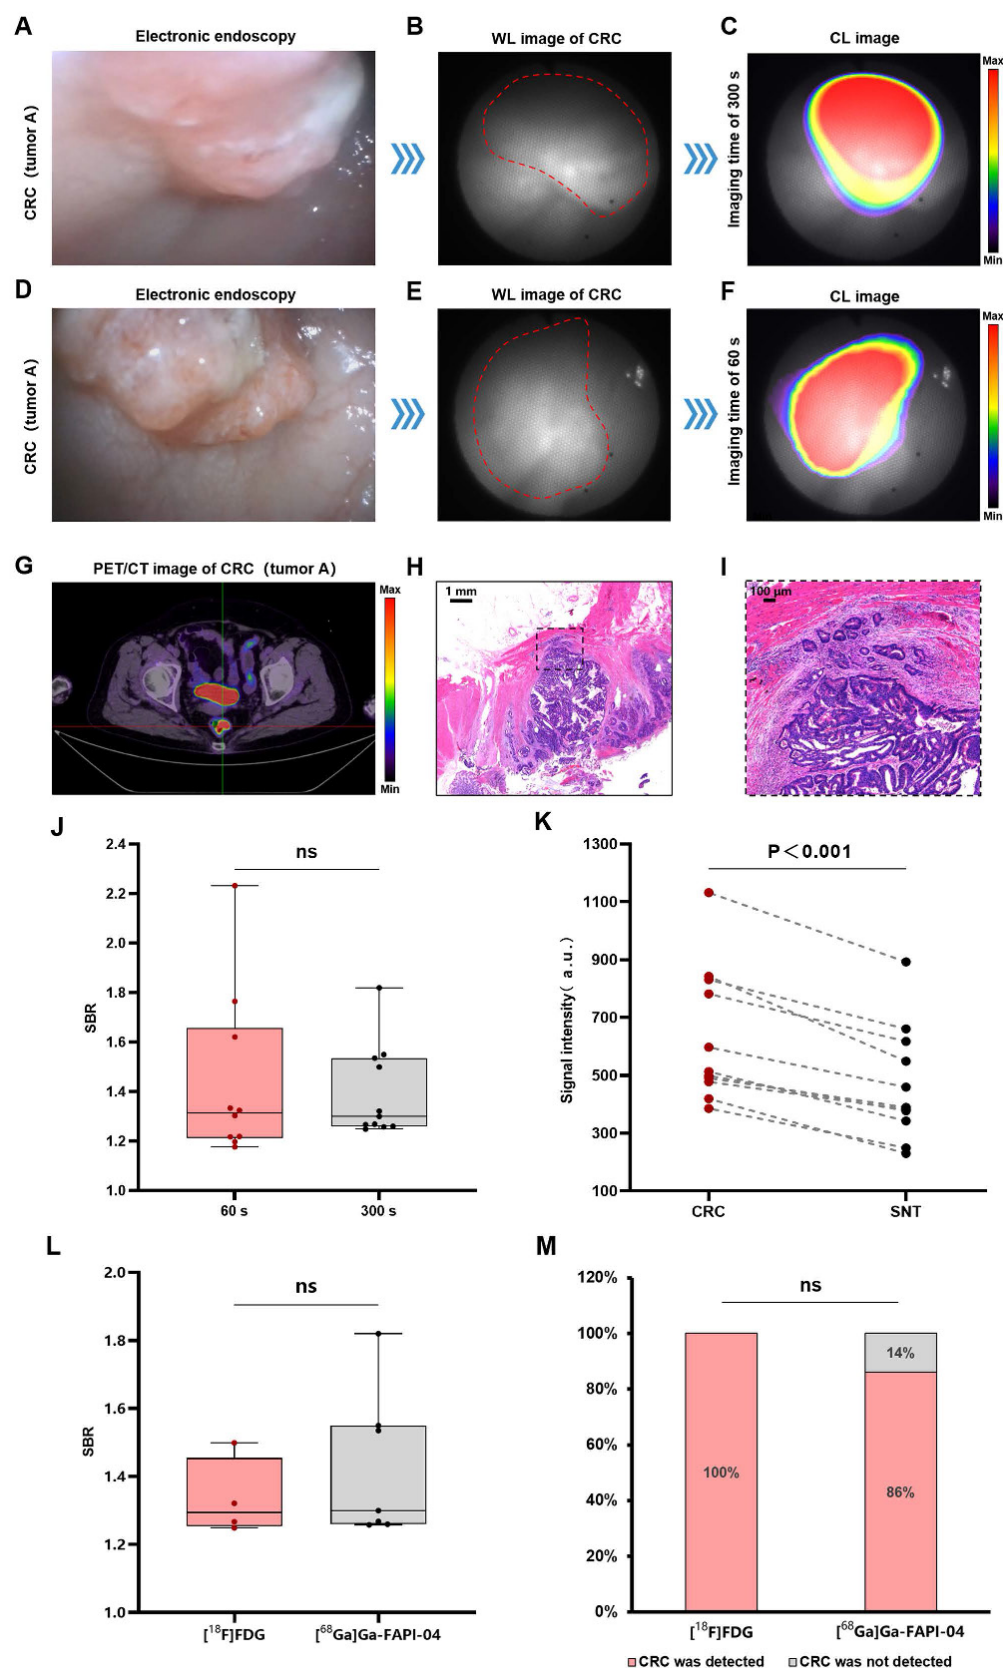 A
Electronic endoscopy
CRC (tumor A)
B
WL image of CRC
C
CL image
Imaging time of 300 s
Max
Min
D
Electronic endoscopy
CRC (tumor A)
E
WL image of CRC
F
CL image
Imaging time of 60 s
Max
Min
G
PET/CT image of CRC (tumor A)
Max
Min
H
1 mm
I
100 μm
J
2.4
2.2
2.0
1.8
1.6
1.4
1.2
1.0
SBR
ns
60 s
300 s
K
1300
1100
900
700
500
300
100
Signal intensity( a.u.)
P<0.001
CRC
SNT
L
2.0
1.8
1.6
1.4
1.2
1.0
SBR
ns
[¹⁸F]FDG
[⁶⁸Ga]Ga-FAPI-04
M
120%
100%
80%
60%
40%
20%
0%
ns
100%
14%
86%
[¹⁸F]FDG
[⁶⁸Ga]Ga-FAPI-04
CRC was detected
CRC was not detected